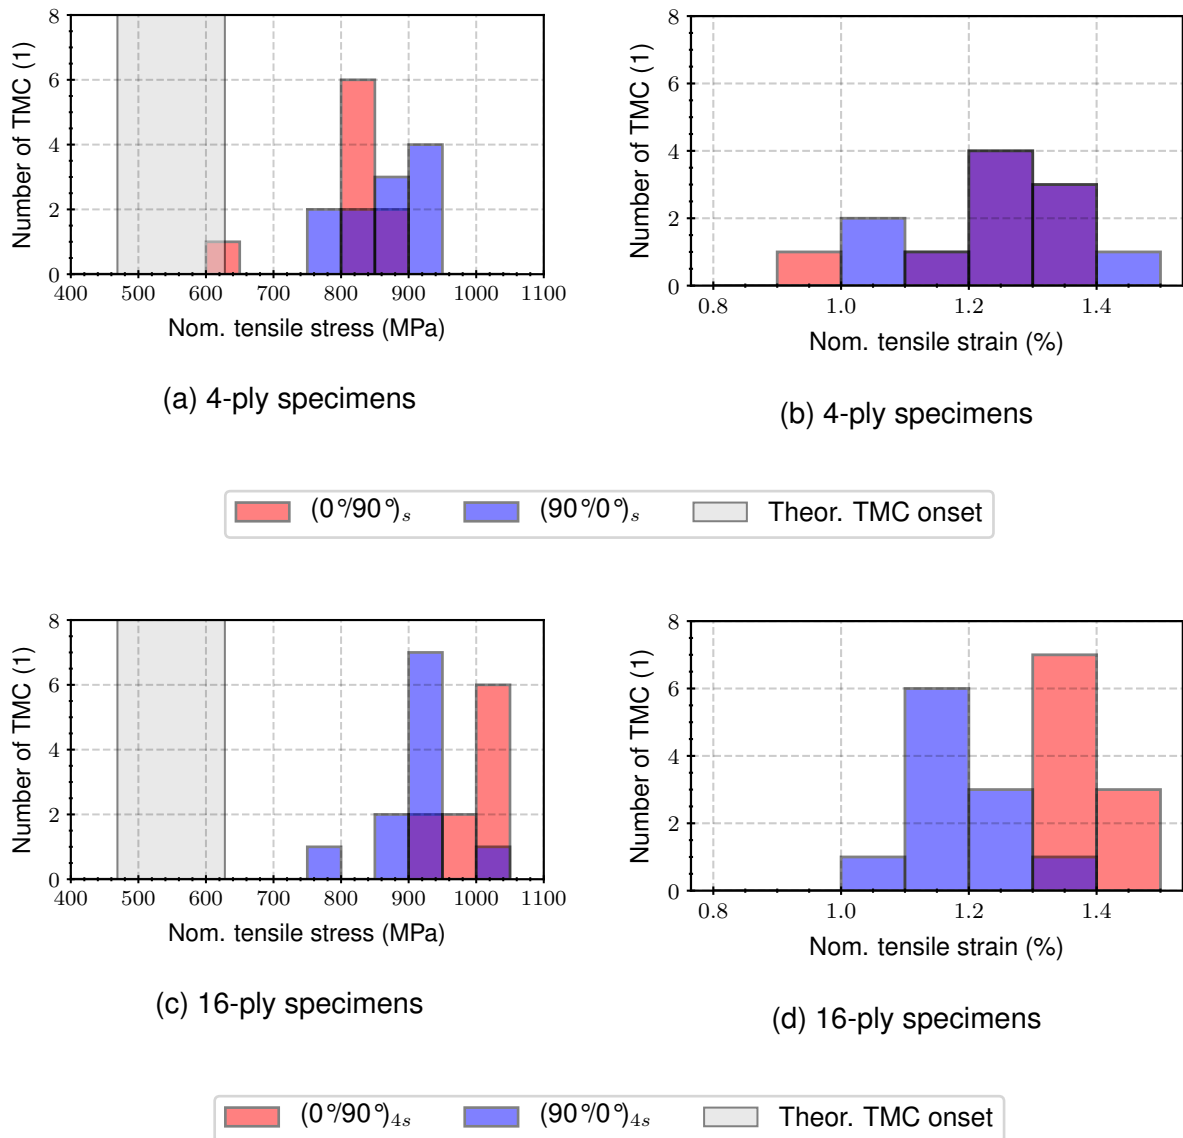 8
6
4
2
0
Number of TMC (1)
400 500 600 700 800 900 1000 1100
Nom. tensile stress (MPa)
(a) 4-ply specimens
8
6
4
2
0
Number of TMC (1)
0.8 1.0 1.2 1.4
Nom. tensile strain (%)
(b) 4-ply specimens
(0°/90°)s (90°/0°)s Theor. TMC onset
8
6
4
2
0
Number of TMC (1)
400 500 600 700 800 900 1000 1100
Nom. tensile stress (MPa)
(c) 16-ply specimens
8
6
4
2
0
Number of TMC (1)
0.8 1.0 1.2 1.4
Nom. tensile strain (%)
(d) 16-ply specimens
(0°/90°)4s (90°/0°)4s Theor. TMC onset